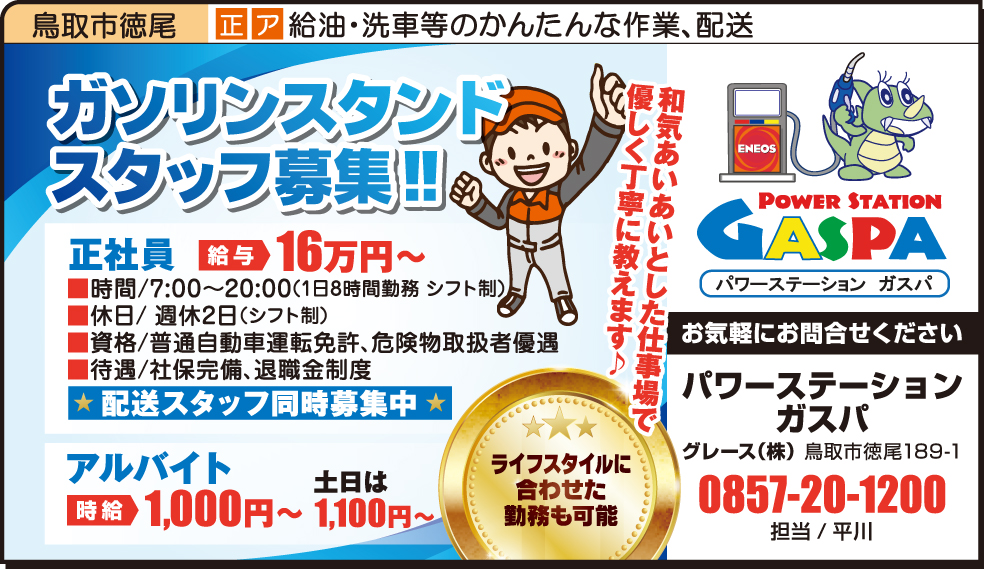 鳥取市徳尾
正 ア 給油・洗車等のかんたんな作業、配送
ガソリンスタンド
スタッフ募集!!
和気あいあいとした仕事場で
優しく丁寧に教えます♪
正社員 給与 16万円～
■時間/7:00～20:00(1日8時間勤務 シフト制)
■休日/ 週休2日(シフト制)
■資格/普通自動車運転免許、危険物取扱者優遇
■待遇/社保完備、退職金制度
★ 配送スタッフ同時募集中 ★
アルバイト
時給 1,000円～
土日は
1,100円～
ライフスタイルに
合わせた
勤務も可能
ENEOS
POWER STATION
GASPA
パワーステーション ガスパ
お気軽にお問合せください
パワーステーション
ガスパ
グレース(株) 鳥取市徳尾189-1
0857-20-1200
担当 / 平川